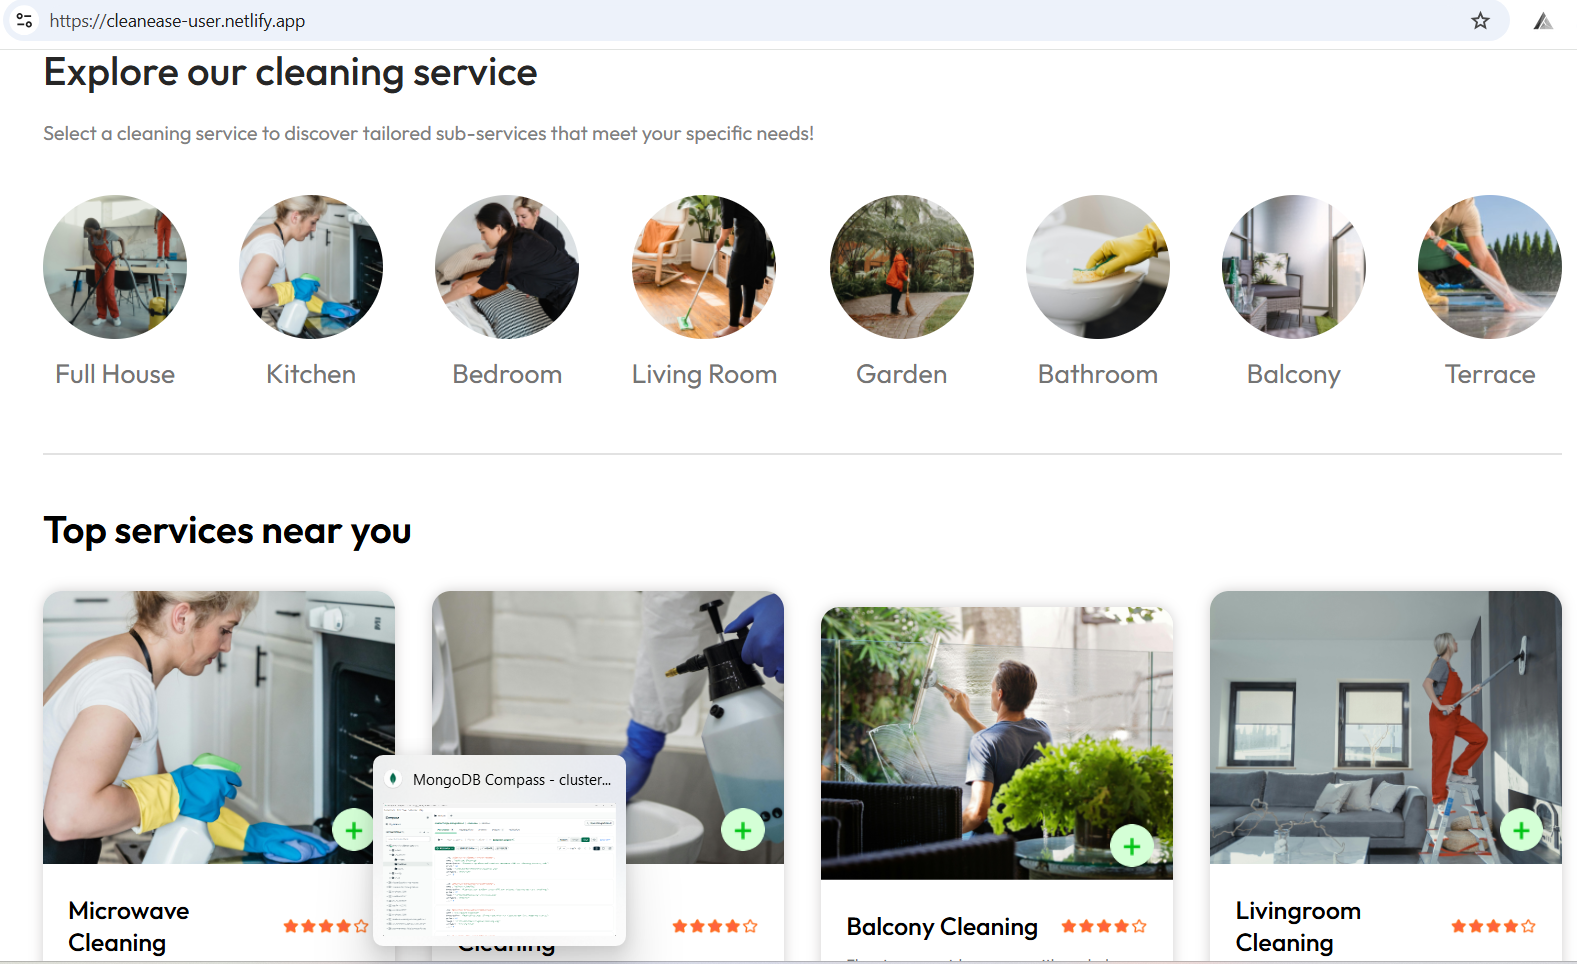 https://cleanease-user.netlify.app
Explore our cleaning service
Select a cleaning service to discover tailored sub-services that meet your specific needs!
Full House
Kitchen
Bedroom
Living Room
Garden
Bathroom
Balcony
Terrace
Top services near you
MongoDB Compass - cluster...
Microwave
Cleaning
Cleaning
Balcony Cleaning
Livingroom
Cleaning